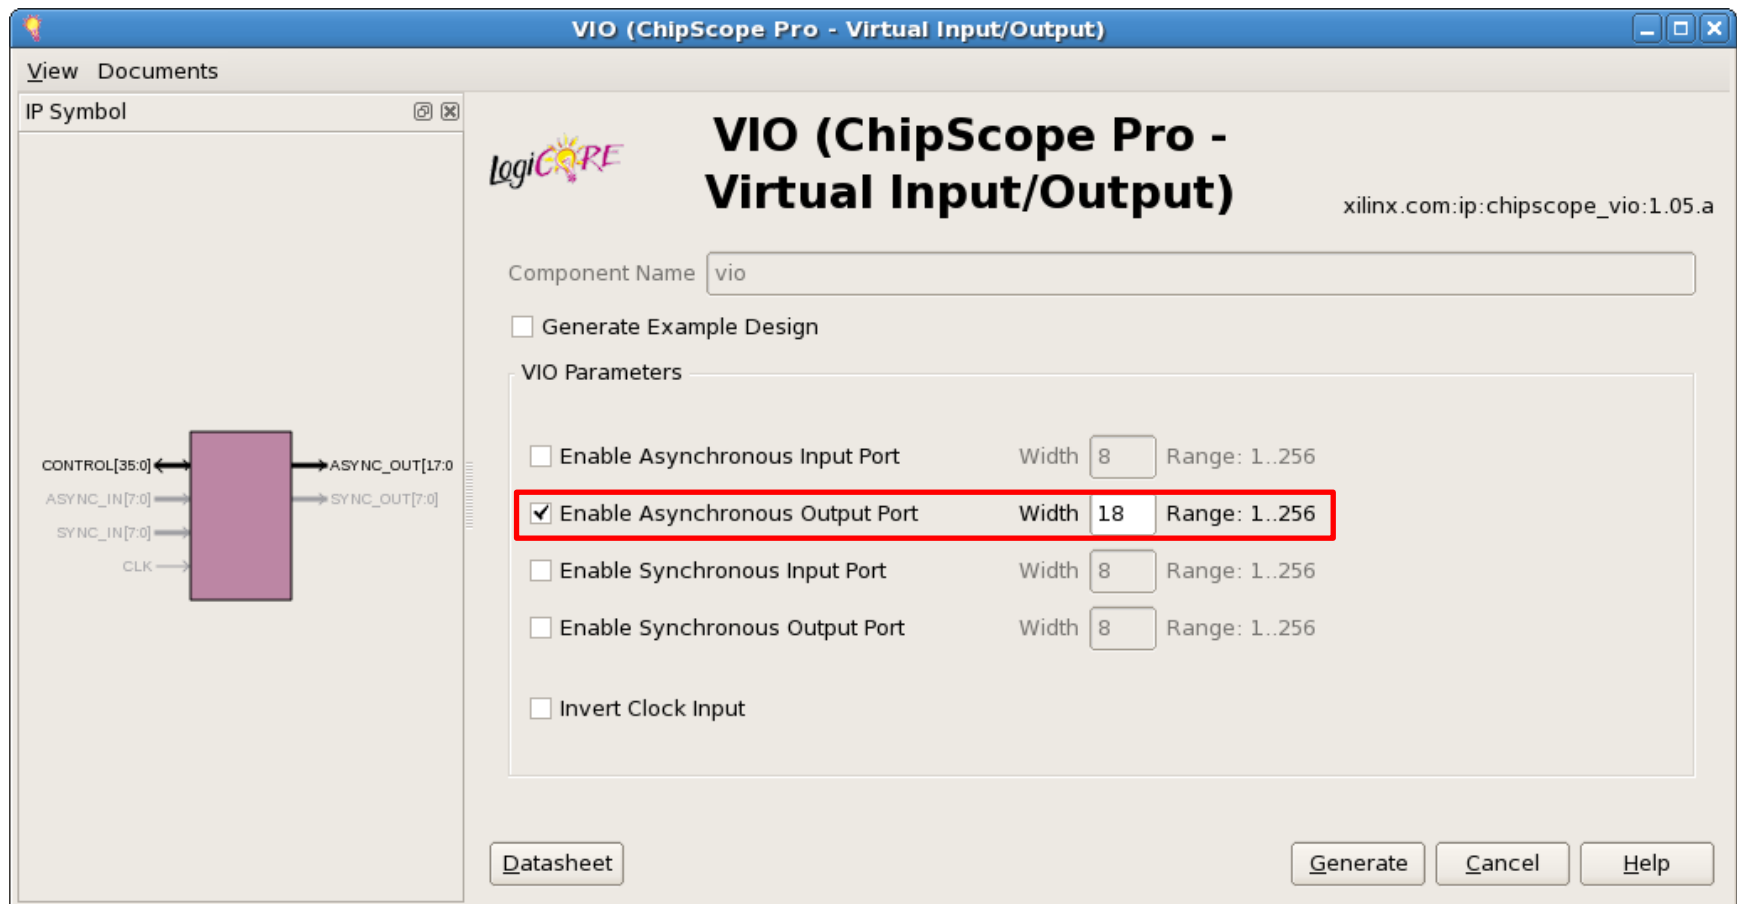 VIO (ChipScope Pro - Virtual Input/Output)
View Documents
IP Symbol
LogiCORE
VIO (ChipScope Pro -
Virtual Input/Output)
xilinx.com:ip:chipscope_vio:1.05.a
Component Name vio
Generate Example Design
VIO Parameters
CONTROL[35:0] ASYNC_OUT[17:0
ASYNC_IN[7:0] SYNC_OUT[7:0]
SYNC_IN[7:0]
CLK
Enable Asynchronous Input Port Width 8 Range: 1..256
Enable Asynchronous Output Port Width 18 Range: 1..256
Enable Synchronous Input Port Width 8 Range: 1..256
Enable Synchronous Output Port Width 8 Range: 1..256
Invert Clock Input
Datasheet Generate Cancel Help